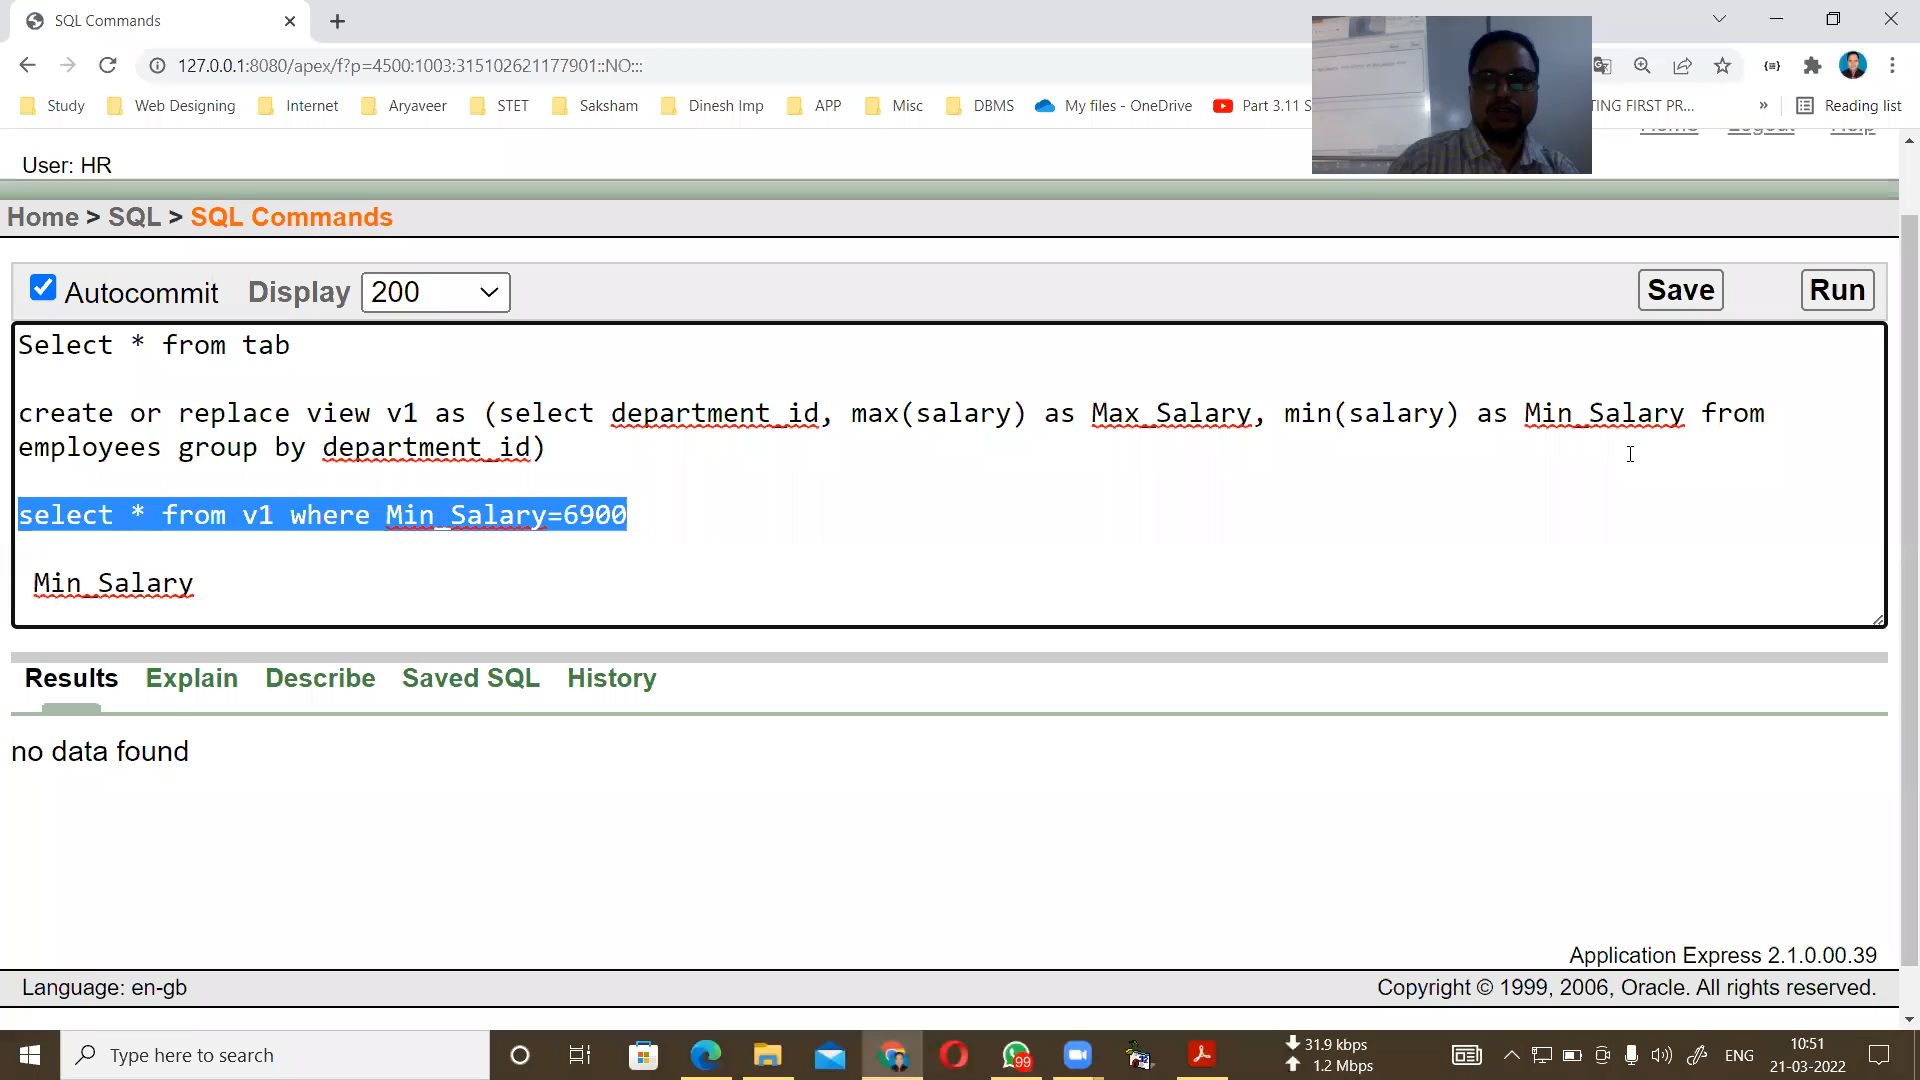 SQL Commands
127.0.0.1:8080/apex/f?p=4500:1003:315102621177901::NO:::
Study
Web Designing
Internet
Aryaveer
STET
Saksham
Dinesh Imp
APP
Misc
DBMS
My files - OneDrive
Part 3.11 S
TING FIRST PR...
»
Reading list
Home Logout Help
User: HR
Home > SQL > SQL Commands
Autocommit Display 200
Save
Run
Select * from tab
create or replace view v1 as (select department_id, max(salary) as Max_Salary, min(salary) as Min_Salary from
employees group by department_id)
select * from v1 where Min_Salary=6900
Min_Salary
Results Explain Describe Saved SQL History
no data found
Application Express 2.1.0.00.39
Language: en-gb
Copyright © 1999, 2006, Oracle. All rights reserved.
Type here to search
99
31.9 kbps
1.2 Mbps
ENG
10:51
21-03-2022